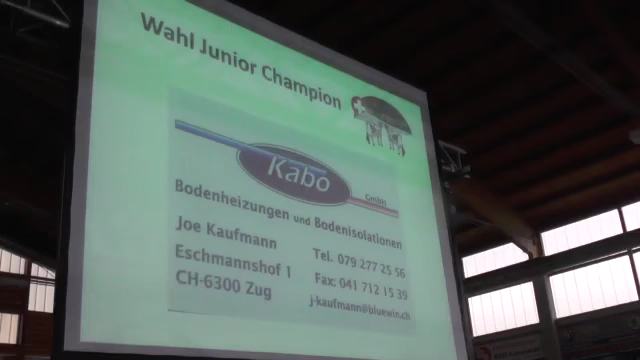 Wahl Junior Champion
Kabo
GmbH
Bodenheizungen und Bodenisolationen
Joe Kaufmann
Eschmannshof 1
CH-6300 Zug
Tel. 079 277 25 56
Fax: 041 712 15 39
j-kaufmann@bluewin.ch